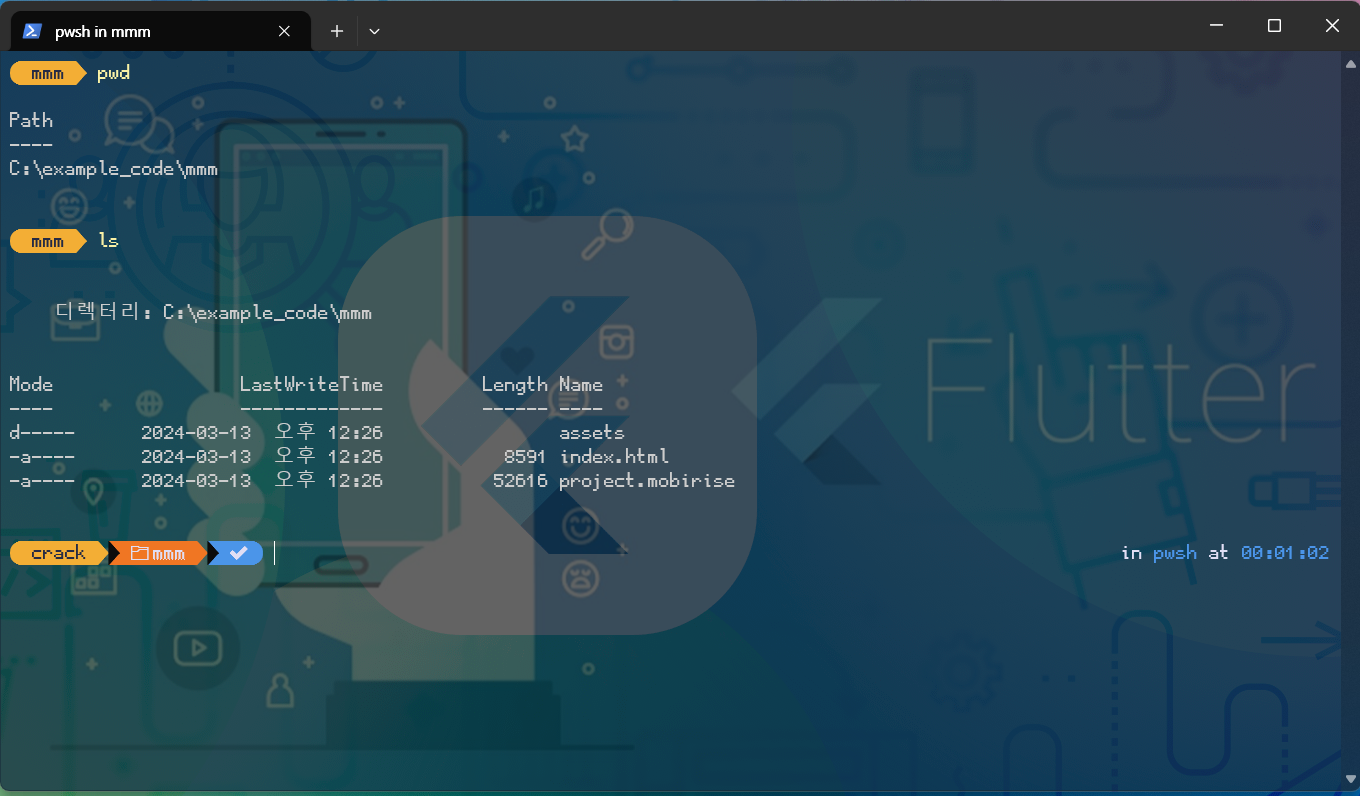 pwsh in mmm
mmm pwd
Path
----
C:\example_code\mmm
mmm ls
디렉터리: C:\example_code\mmm
Mode LastWriteTime Length Name
---- ------------- ------ ----
d----- 2024-03-13 오후 12:26 assets
-a---- 2024-03-13 오후 12:26 8591 index.html
-a---- 2024-03-13 오후 12:26 52616 project.mobirise
crack mmm in pwsh at 00:01:02
Flutter